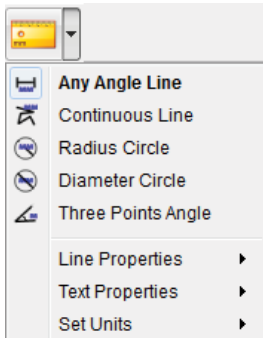 Any Angle Line
Continuous Line
Radius Circle
Diameter Circle
Three Points Angle
Line Properties
Text Properties
Set Units